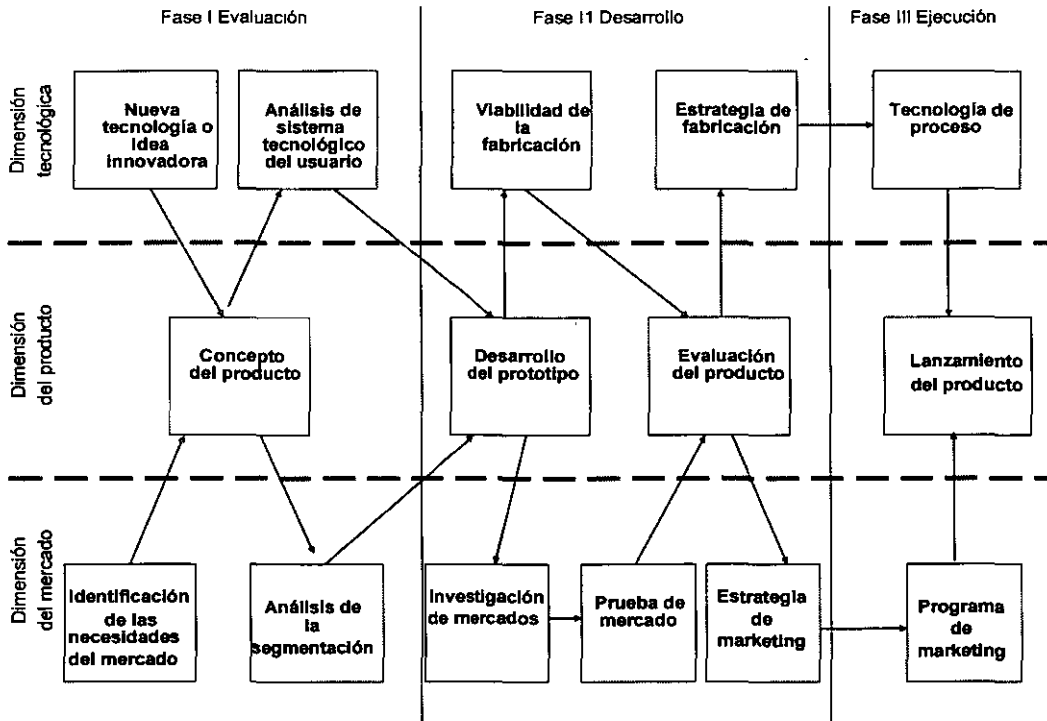 Fase I Evaluación
Fase I1 Desarrollo
Fase III Ejecución
Dimensión
tecnológica
Nueva
tecnología o
idea
innovadora
Análisis de
sistema
tecnológico
del usuario
Viabilidad de
la
fabricación
Estrategia de
fabricación
Tecnología de
proceso
Dimensión
del producto
Concepto
del producto
Desarrollo
del prototipo
Evaluación
del producto
Lanzamiento
del producto
Dimensión
del mercado
Identificación
de las
necesidades
del mercado
Análisis de
la
segmentación
Investigación
de mercados
Prueba de
mercado
Estrategia
de
marketing
Programa
de
marketing